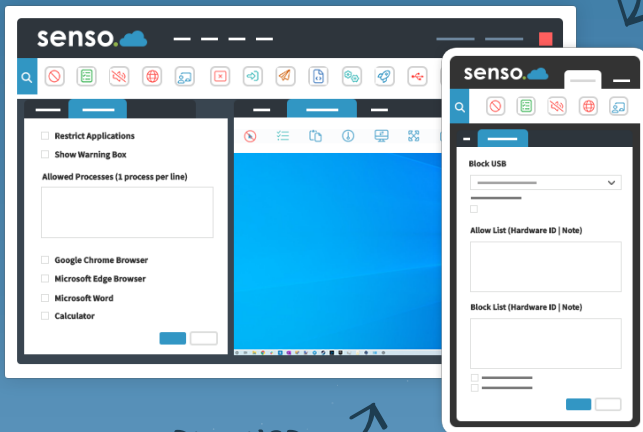 senso.
Restrict Applications
Show Warning Box
Allowed Processes (1 process per line)
Google Chrome Browser
Microsoft Edge Browser
Microsoft Word
Calculator
senso.
Block USB
Allow List (Hardware ID | Note)
Block List (Hardware ID | Note)